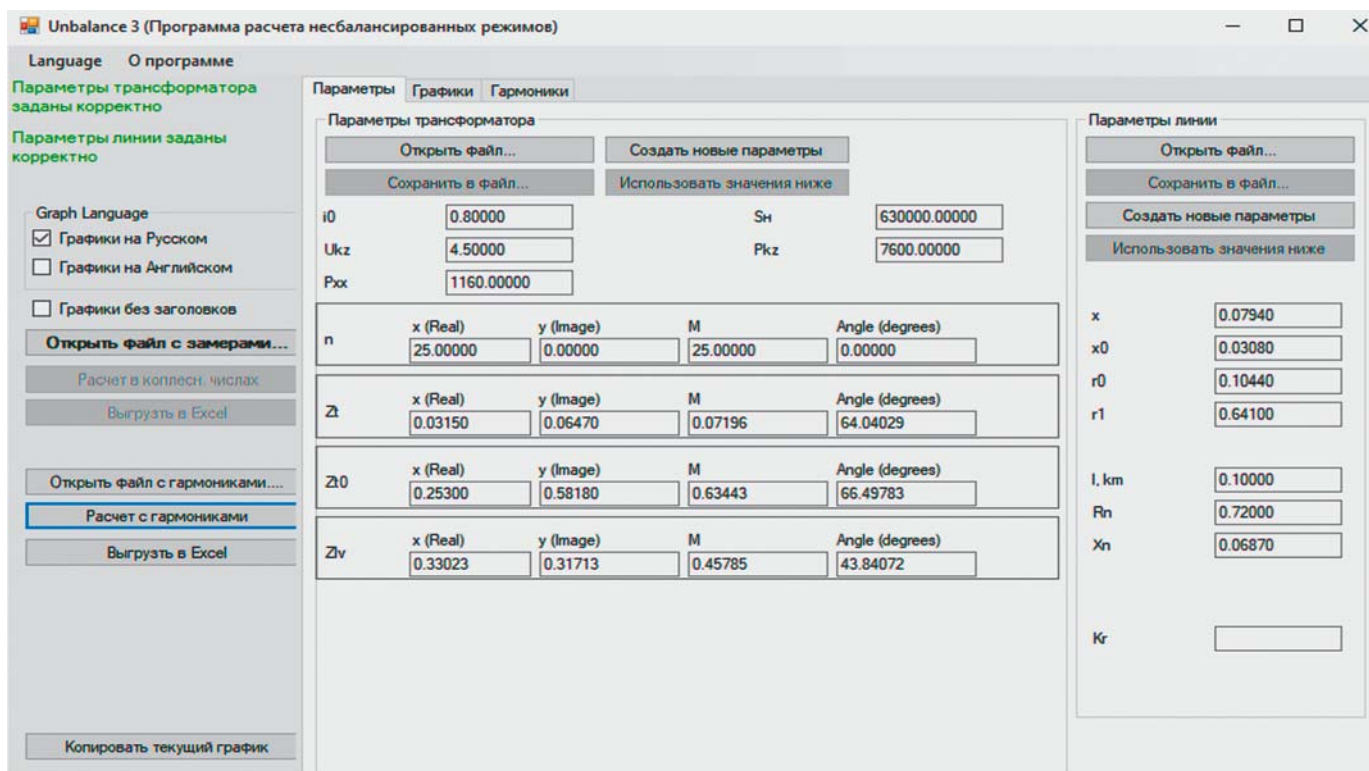 Unbalance 3 (Программа расчета несбалансированных режимов)
Language О программе
Параметры трансформатора
заданы корректно
Параметры линии заданы
корректно
Graph Language
Графики на Русском
Графики на Английском
Графики без заголовков
Открыть файл с замерами...
Расчет в коплесн. числах
Выгрузть в Excel
Открыть файл с гармониками....
Расчет с гармониками
Выгрузть в Excel
Копировать текущий график
Параметры Графики Гармоники
Параметры трансформатора
Открыть файл... Создать новые параметры
Сохранить в файл... Использовать значения ниже
i0 0.80000 Sн 630000.00000
Ukz 4.50000 Pkz 7600.00000
Pxx 1160.00000
x (Real) y (Image) M Angle (degrees)
n 25.00000 0.00000 25.00000 0.00000
x (Real) y (Image) M Angle (degrees)
Zt 0.03150 0.06470 0.07196 64.04029
x (Real) y (Image) M Angle (degrees)
Zt0 0.25300 0.58180 0.63443 66.49783
x (Real) y (Image) M Angle (degrees)
Zlv 0.33023 0.31713 0.45785 43.84072
Параметры линии
Открыть файл...
Сохранить в файл...
Создать новые параметры
Использовать значения ниже
x 0.07940
x0 0.03080
r0 0.10440
r1 0.64100
l, km 0.10000
Rn 0.72000
Xn 0.06870
Kr